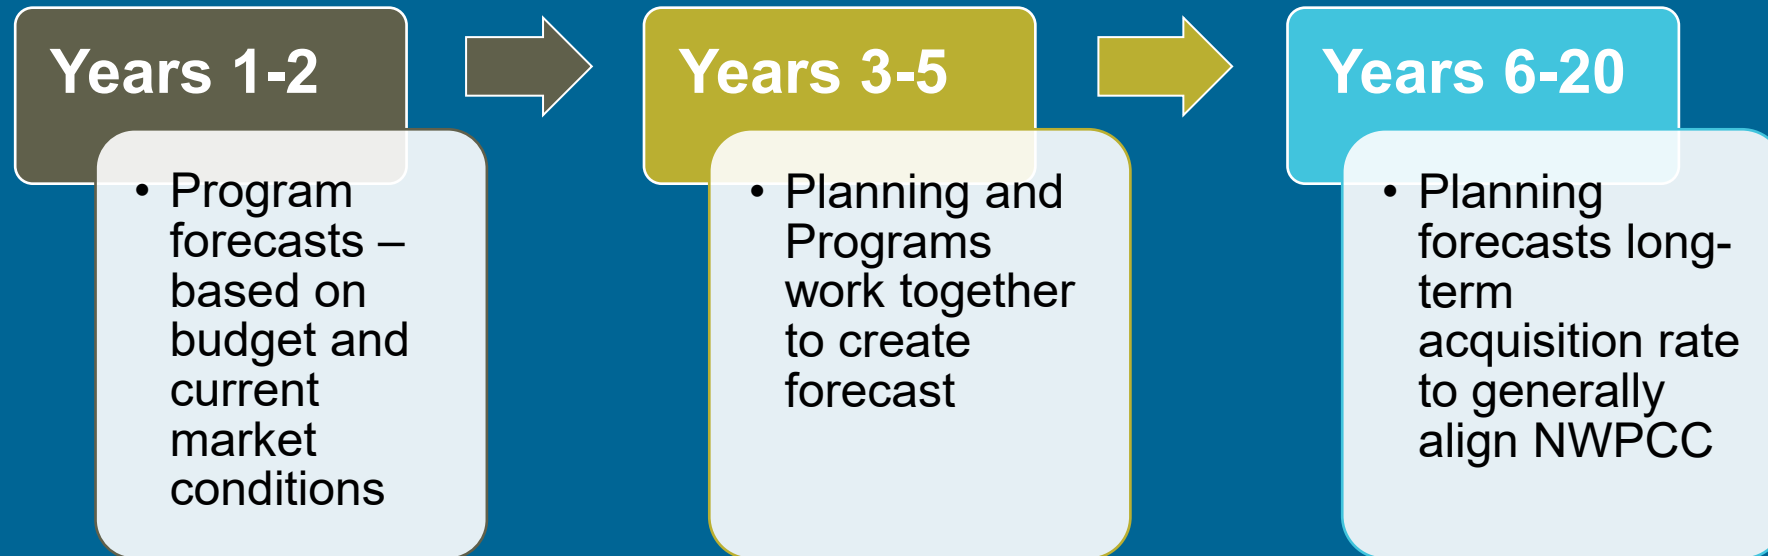 Years 1-2
• Program
forecasts –
based on
budget and
current
market
conditions
Years 3-5
• Planning and
Programs
work together
to create
forecast
Years 6-20
• Planning
forecasts long-
term
acquisition rate
to generally
align NWPCC